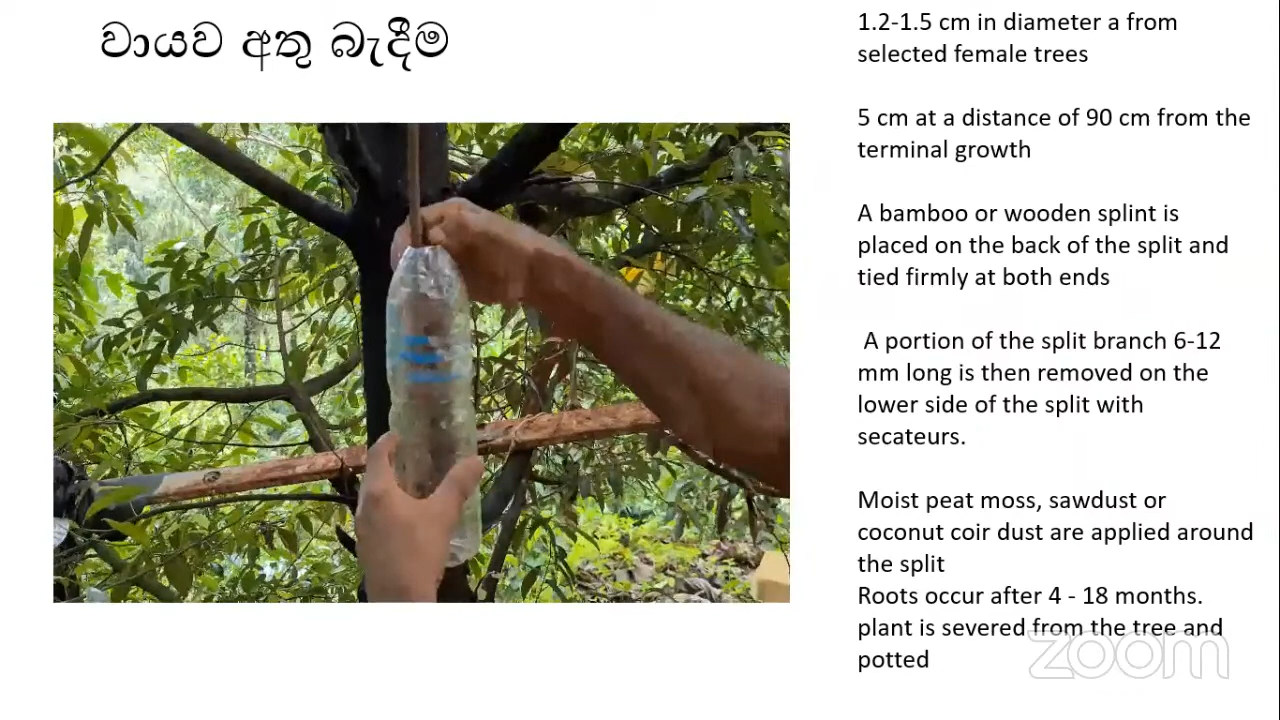 වායව අතු බැඳීම
1.2-1.5 cm in diameter a from
selected female trees
5 cm at a distance of 90 cm from the
terminal growth
A bamboo or wooden splint is
placed on the back of the split and
tied firmly at both ends
A portion of the split branch 6-12
mm long is then removed on the
lower side of the split with
secateurs.
Moist peat moss, sawdust or
coconut coir dust are applied around
the split
Roots occur after 4 - 18 months.
plant is severed from the tree and
potted
zoom